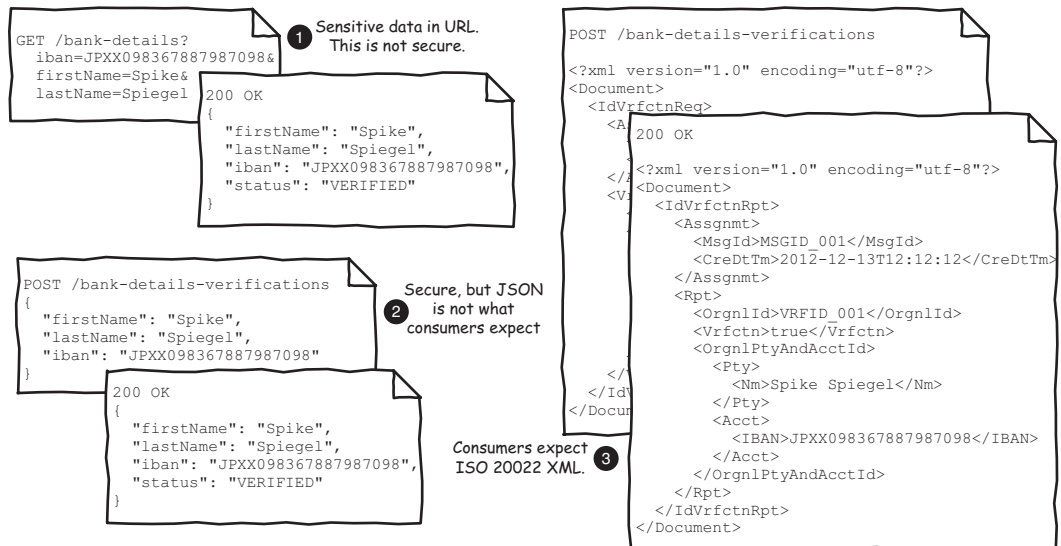 GET /bank-details?
iban=JPXX098367887987098&
firstName=Spike&
lastName=Spiegel
1 Sensitive data in URL.
This is not secure.
200 OK
{
"firstName": "Spike",
"lastName": "Spiegel",
"iban": "JPXX098367887987098",
"status": "VERIFIED"
}
POST /bank-details-verifications
{
"firstName": "Spike",
"lastName": "Spiegel",
"iban": "JPXX098367887987098"
}
2 Secure, but JSON
is not what
consumers expect
200 OK
{
"firstName": "Spike",
"lastName": "Spiegel",
"iban": "JPXX098367887987098",
"status": "VERIFIED"
}
POST /bank-details-verifications
<?xml version="1.0" encoding="utf-8"?>
<Document>
<IdVrfctnReq>
</Docum
Consumers expect
ISO 20022 XML. 3
200 OK
<?xml version="1.0" encoding="utf-8"?>
<Document>
<IdVrfctnRpt>
<Assgnmt>
<MsgId>MSGID_001</MsgId>
<CreDtTm>2012-12-13T12:12:12</CreDtTm>
</Assgnmt>
<Rpt>
<OrgnlId>VRFID_001</OrgnlId>
<Vrfctn>true</Vrfctn>
<OrgnlPtyAndAcctId>
<Pty>
<Nm>Spike Spiegel</Nm>
</Pty>
<Acct>
<IBAN>JPXX098367887987098</IBAN>
</Acct>
</OrgnlPtyAndAcctId>
</Rpt>
</IdVrfctnRpt>
</Document>